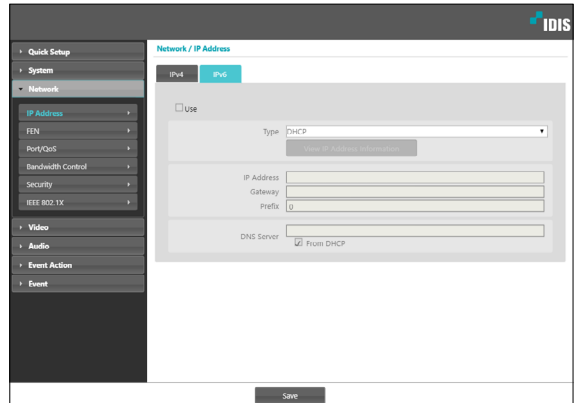 IDIS
Quick Setup
System
Network
IP Address
FEN
Port/QoS
Bandwidth Control
Security
IEEE 802.1X
Video
Audio
Event Action
Event
Network / IP Address
IPv4
IPv6
Use
Type
DHCP
View IP Address Information
IP Address
Gateway
Prefix
0
DNS Server
From DHCP
Save